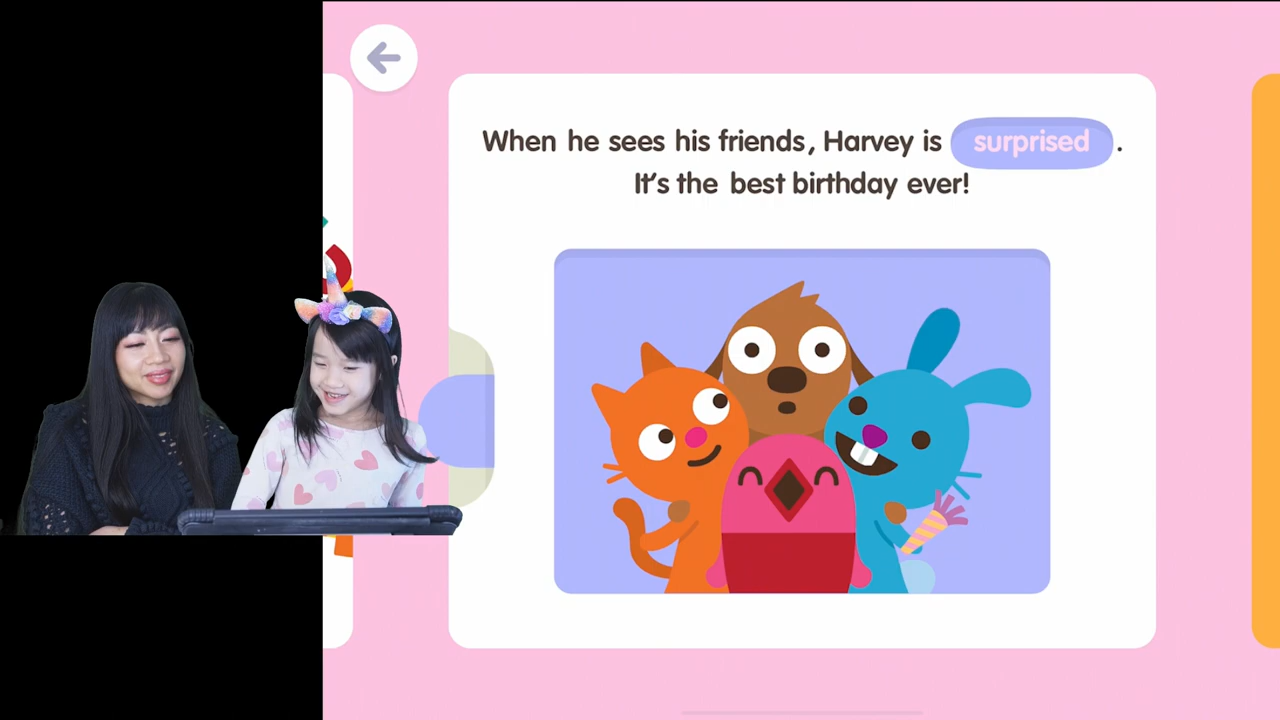 When he sees his friends, Harvey is surprised.
It's the best birthday ever!